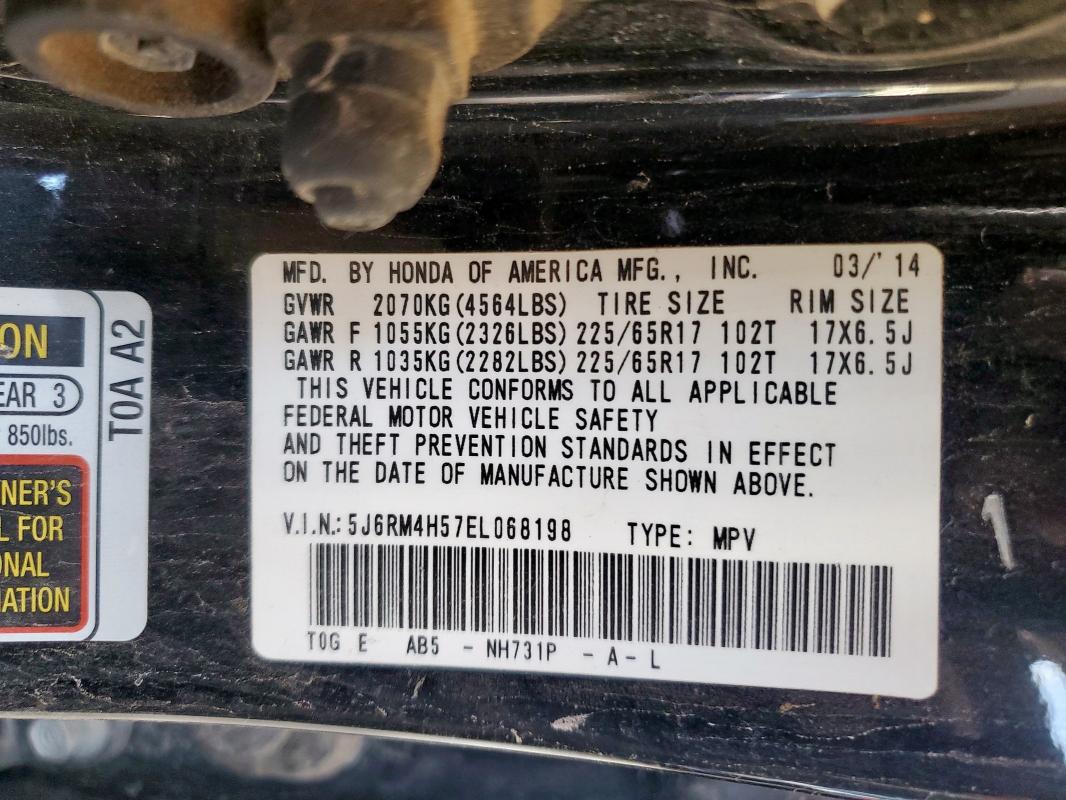 MFD. BY HONDA OF AMERICA MFG., INC. 03/'14
GVWR 2070KG(4564LBS) TIRE SIZE RIM SIZE
GAWR F 1055KG(2326LBS) 225/65R17 102T 17X6.5J
GAWR R 1035KG(2282LBS) 225/65R17 102T 17X6.5J
THIS VEHICLE CONFORMS TO ALL APPLICABLE
FEDERAL MOTOR VEHICLE SAFETY
AND THEFT PREVENTION STANDARDS IN EFFECT
ON THE DATE OF MANUFACTURE SHOWN ABOVE.
V.I.N.: 5J6RM4H57EL068198 TYPE: MPV
T0G E AB5 - NH731P - A - L
ON
EAR 3
850lbs.
NER'S
L FOR
ONAL
ATION
T0A A2
1